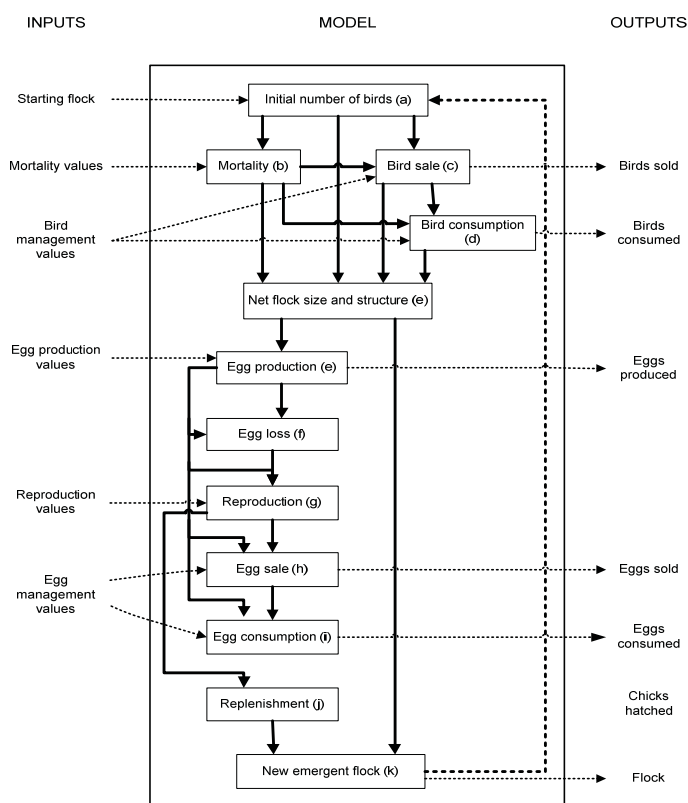 INPUTS
MODEL
OUTPUTS
Starting flock
Initial number of birds (a)
Mortality values
Mortality (b)
Bird sale (c)
Birds sold
Bird
management
values
Bird consumption
(d)
Birds
consumed
Net flock size and structure (e)
Egg production
values
Egg production (e)
Eggs
produced
Egg loss (f)
Reproduction
values
Reproduction (g)
Egg
management
values
Egg sale (h)
Eggs sold
Egg consumption (i)
Eggs
consumed
Replenishment (j)
Chicks
hatched
New emergent flock (k)
Flock